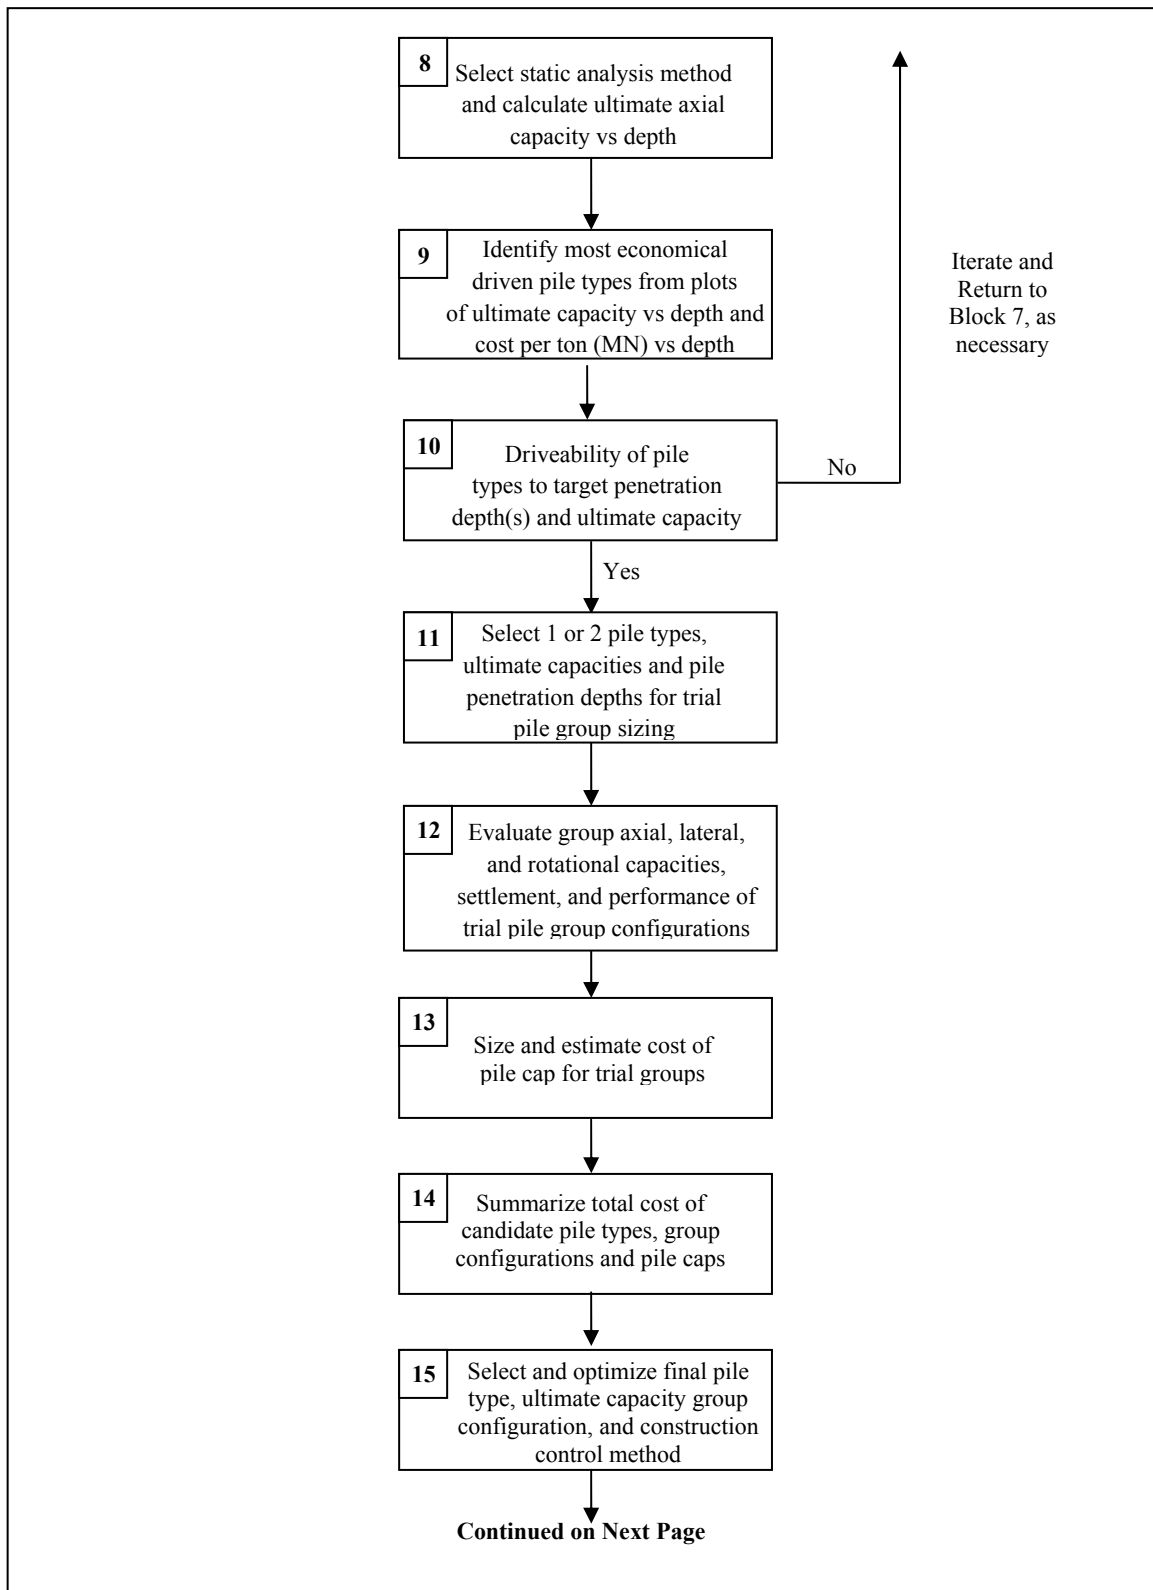 8
Select static analysis method
and calculate ultimate axial
capacity vs depth
9
Identify most economical
driven pile types from plots
of ultimate capacity vs depth and
cost per ton (MN) vs depth
Iterate and
Return to
Block 7, as
necessary
10
Driveability of pile
types to target penetration
depth(s) and ultimate capacity
No
Yes
11
Select 1 or 2 pile types,
ultimate capacities and pile
penetration depths for trial
pile group sizing
12
Evaluate group axial, lateral,
and rotational capacities,
settlement, and performance of
trial pile group configurations
13
Size and estimate cost of
pile cap for trial groups
14
Summarize total cost of
candidate pile types, group
configurations and pile caps
15
Select and optimize final pile
type, ultimate capacity group
configuration, and construction
control method
Continued on Next Page